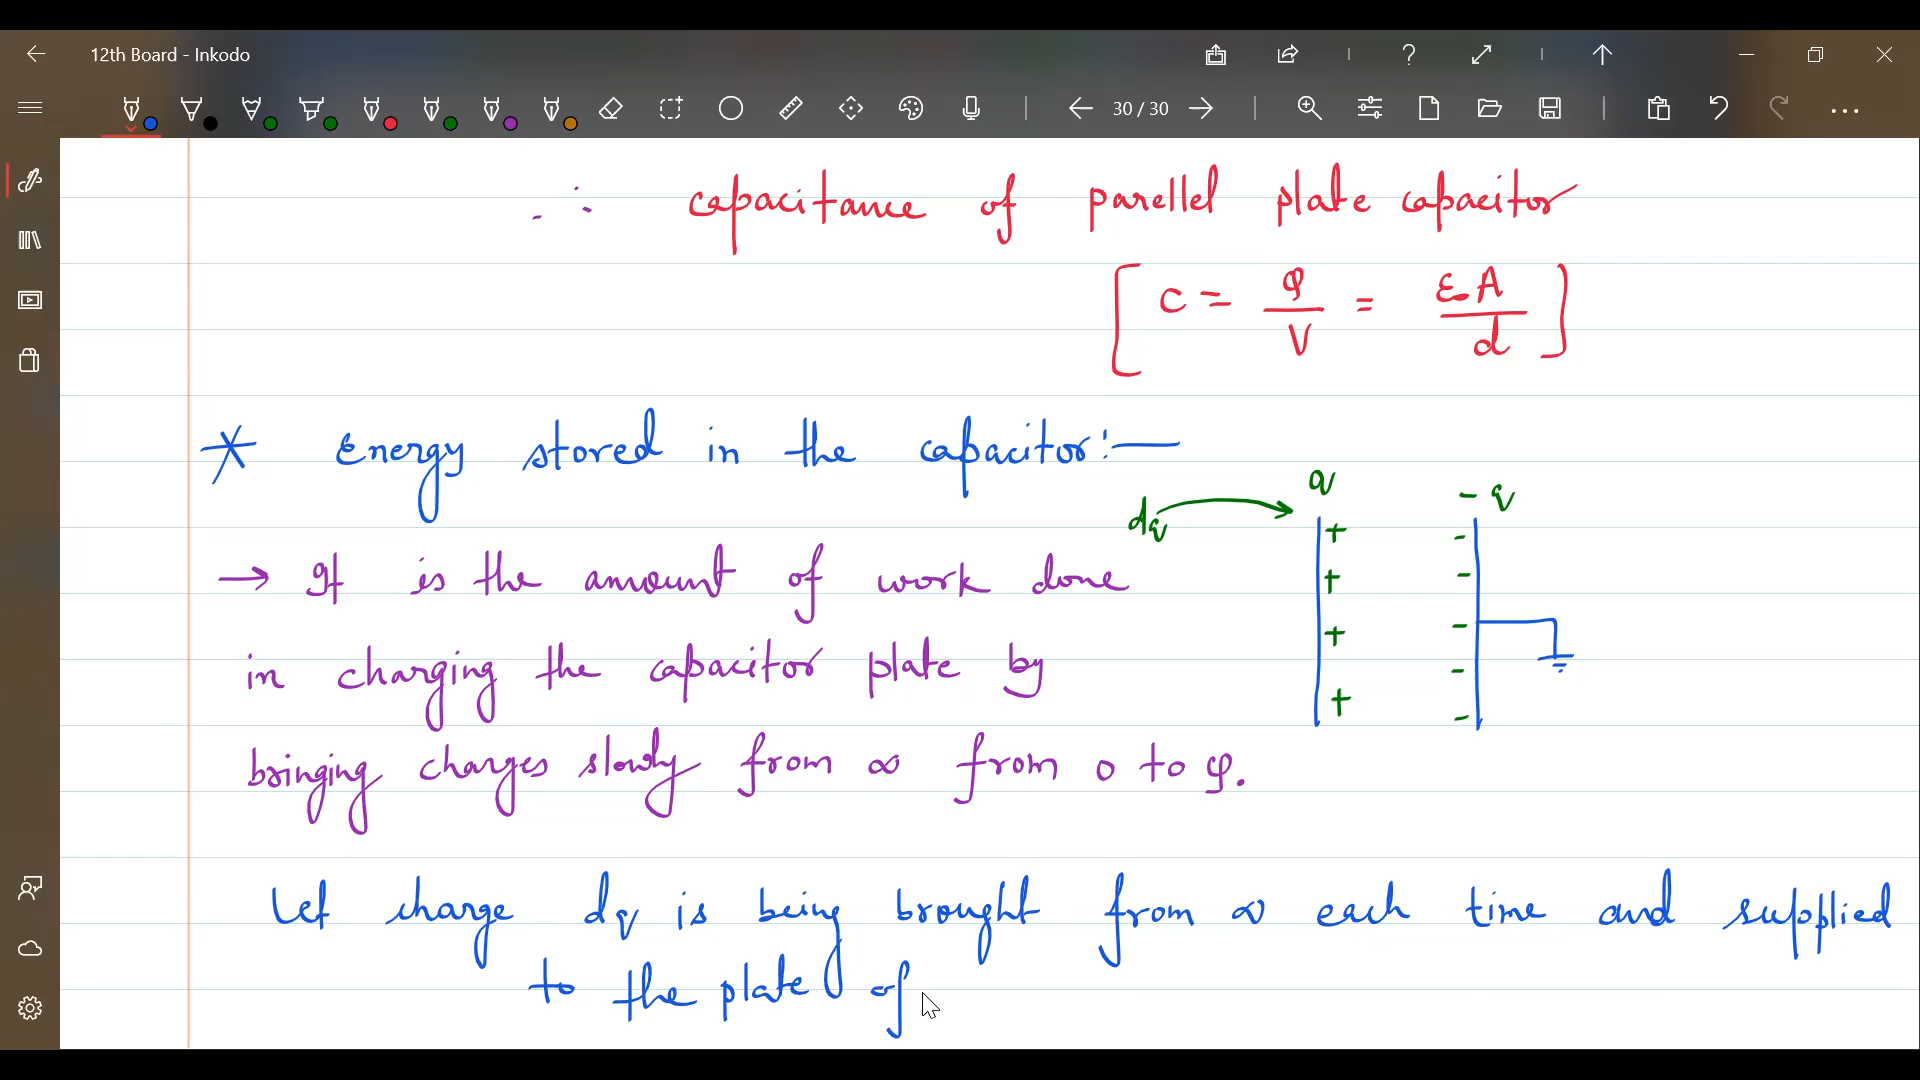 12th Board - Inkodo
30 / 30
∴ capacitance of parellel plate capacitor
[ C = Q/V = ε₀A/d ]
* Energy stored in the capacitor:—
q - q
dq
→ It is the amount of work done
in charging the capacitor plate by
bringing charges slowly from ∞ from 0 to Q.
Let charge dq is being brought from ∞ each time and supplied
to the plate of